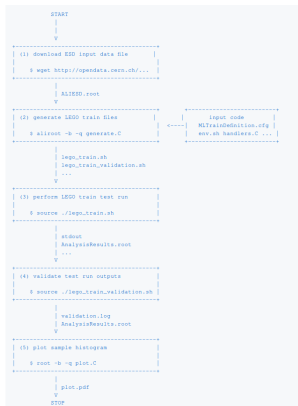 START
(1) download ESD input data file
$ wget http://opendata.cern.ch/...
AliESD.root
(2) generate LEGO train files
$ aliroot -b -q generate.C
input code
MLTrainDefinition.cfg
env.sh handlers.C ...
lego_train.sh
lego_train_validation.sh
...
(3) perform LEGO train test run
$ source ./lego_train.sh
stdout
AnalysisResults.root
...
(4) validate test run outputs
$ source ./lego_train_validation.sh
validation.log
AnalysisResults.root
(5) plot sample histogram
$ root -b -q plot.C
plot.pdf
STOP